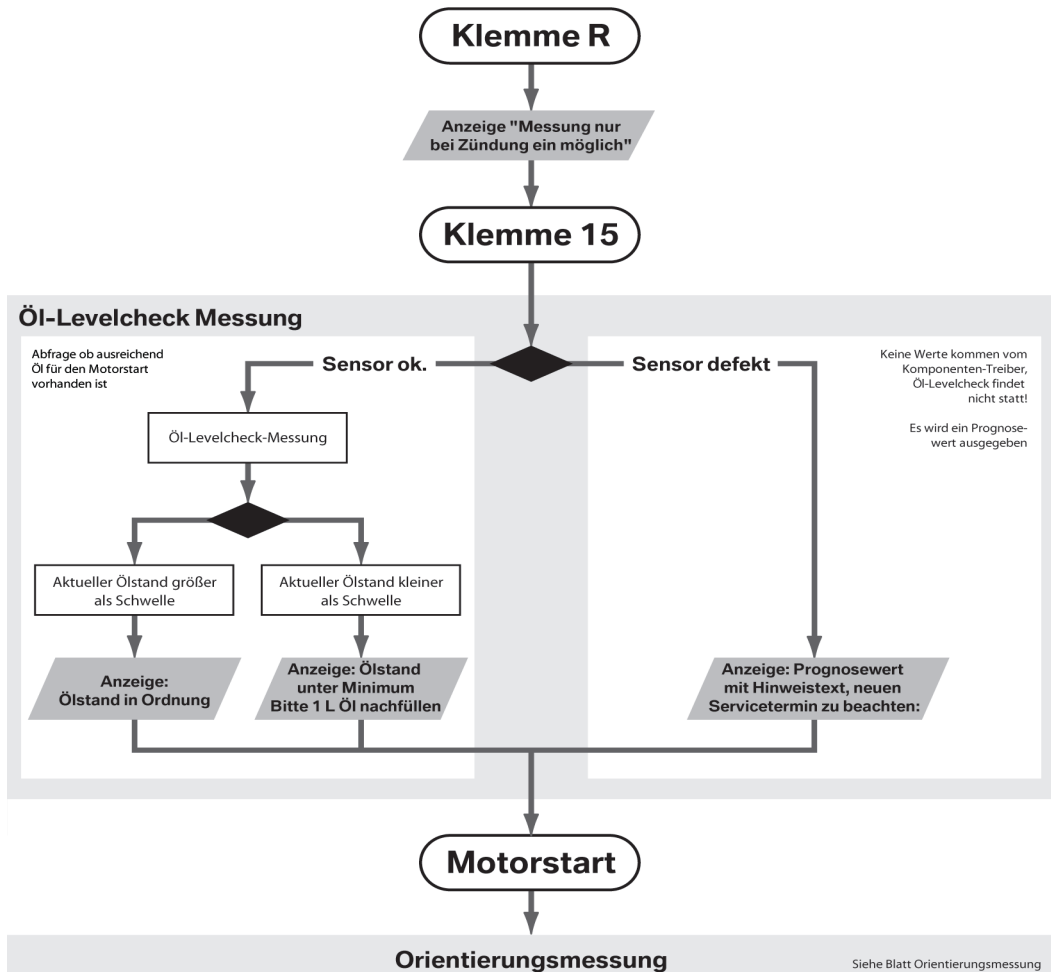 Klemme R
Anzeige "Messung nur
bei Zündung ein möglich"
Klemme 15
Öl-Levelcheck Messung
Abfrage ob ausreichend
Öl für den Motorstart
vorhanden ist
Sensor ok.
Sensor defekt
Keine Werte kommen vom
Komponenten-Treiber,
Öl-Levelcheck findet
nicht statt!
Es wird ein Prognose-
wert ausgegeben
Öl-Levelcheck-Messung
Aktueller Ölstand größer
als Schwelle
Aktueller Ölstand kleiner
als Schwelle
Anzeige:
Ölstand in Ordnung
Anzeige: Ölstand
unter Minimum
Bitte 1 L Öl nachfüllen
Anzeige: Prognosewert
mit Hinweistext, neuen
Servicetermin zu beachten:
Motorstart
Orientierungsmessung
Siehe Blatt Orientierungsmessung